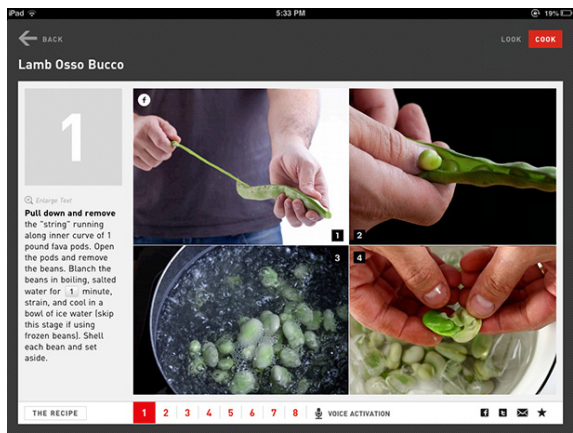 iPad 5:33 PM 19%
BACK LOOK COOK
Lamb Osso Bucco
1
Enlarge Text
Pull down and remove
the "string" running
along inner curve of 1
pound fava pods. Open
the pods and remove
the beans. Blanch the
beans in boiling, salted
water for 1 minute,
strain, and cool in a
bowl of ice water (skip
this stage if using
frozen beans). Shell
each bean and set
aside.
1
2
3
4
THE RECIPE 1 2 3 4 5 6 7 8 VOICE ACTIVATION